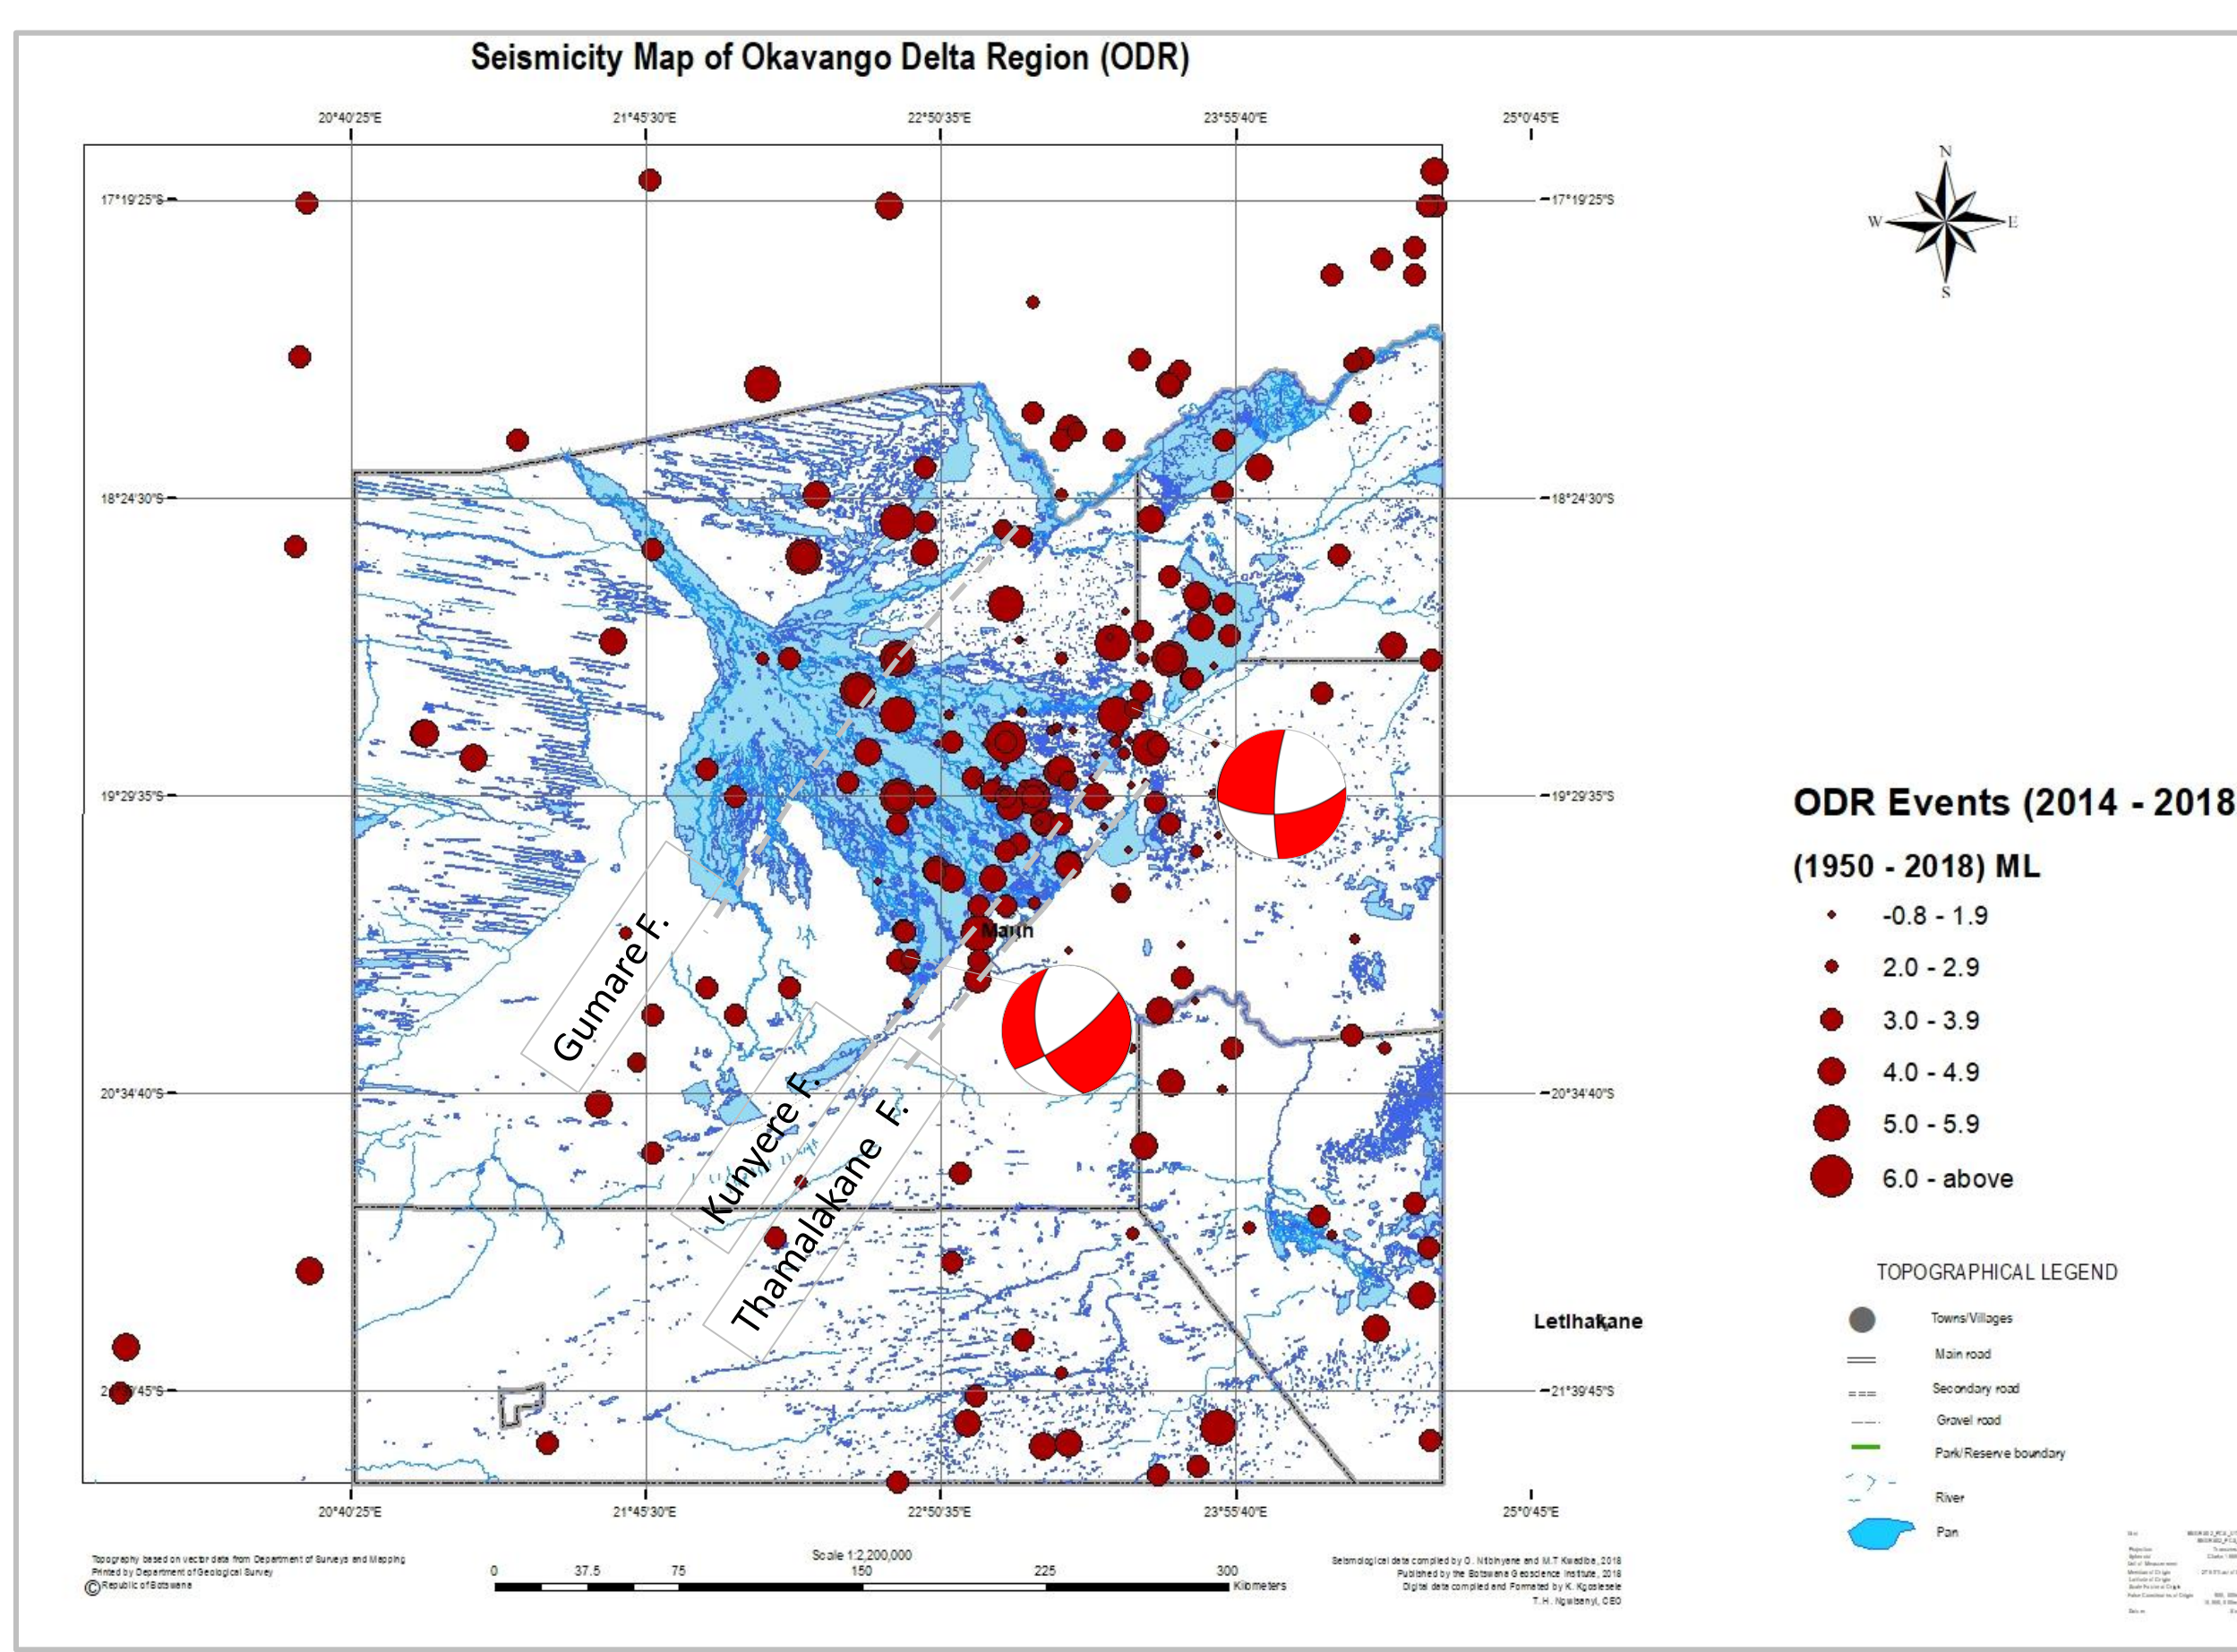 Seismicity Map of Okavango Delta Region (ODR)
20°40'25"E
21°45'30"E
22°50'35"E
23°55'40"E
25°0'45"E
N
W
E
S
17°19'25"S
17°19'25"S
18°24'30"S
18°24'30"S
19°29'35"S
19°29'35"S
20°34'40"S
20°34'40"S
21°39'45"S
Gumare F.
Kunyere F.
Thamalakane F.
Maun
Letlhakane
ODR Events (2014 - 2018
(1950 - 2018) ML
-0.8 - 1.9
2.0 - 2.9
3.0 - 3.9
4.0 - 4.9
5.0 - 5.9
6.0 - above
TOPOGRAPHICAL LEGEND
Towns/Villages
Main road
Secondary road
Gravel road
Park/Reserve boundary
River
Pan
20°40'25"E
21°45'30"E
22°50'35"E
23°55'40"E
25°0'45"E
Topography based on vector data from Department of Surveys and Mapping
Printed by Department of Geological Survey
© Republic of Botswana
Scale 1:2,200,000
0 37.5 75 150 225 300
Kilometers
Seismological data compiled by O. Ntibinyane and M.T Kwadiba, 2018
Published by the Botswana Geoscience Institute, 2018
Digital data compiled and Formated by K. Kgosiesele
T.H. Ngwisanyi, CEO